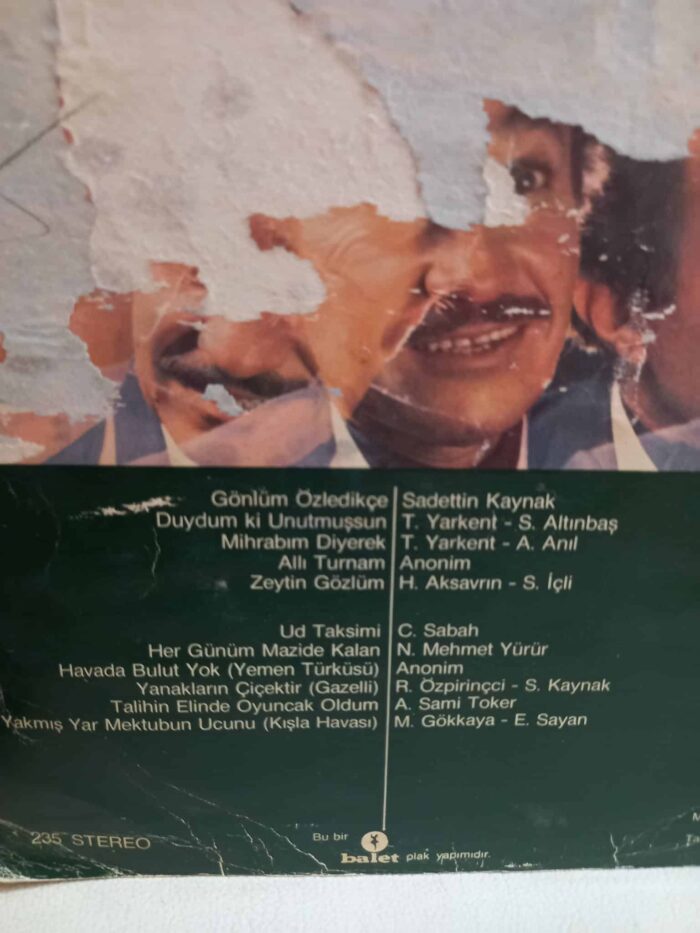 Gönlüm Özledikçe Sadettin Kaynak
Duydum ki Unutmuşsun T. Yarkent - S. Altınbaş
Mihrabım Diyerek T. Yarkent - A. Anıl
Allı Turnam Anonim
Zeytin Gözlüm H. Aksavrın - S. İçli
Ud Taksimi C. Sabah
Her Günüm Mazide Kalan N. Mehmet Yürür
Havada Bulut Yok (Yemen Türküsü) Anonim
Yanakların Çiçektir (Gazelli) R. Özpirinçci - S. Kaynak
Talihin Elinde Oyuncak Oldum A. Sami Toker
Yakmış Yar Mektubun Ucunu (Kışla Havası) M. Gökkaya - E. Sayan
235 STEREO
Bu bir balet plak yapımıdır.